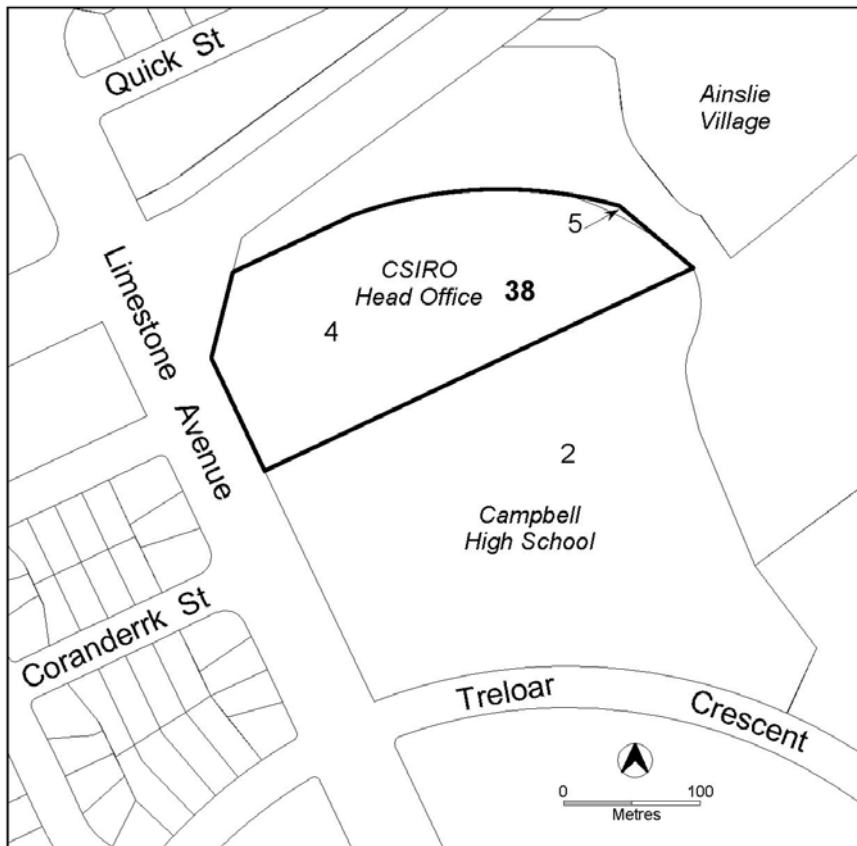 Quick St
Ainslie
Village
5
CSIRO
Head Office
38
4
Limestone Avenue
2
Campbell
High School
Coranderrk St
Treloar Crescent
0 100
Metres